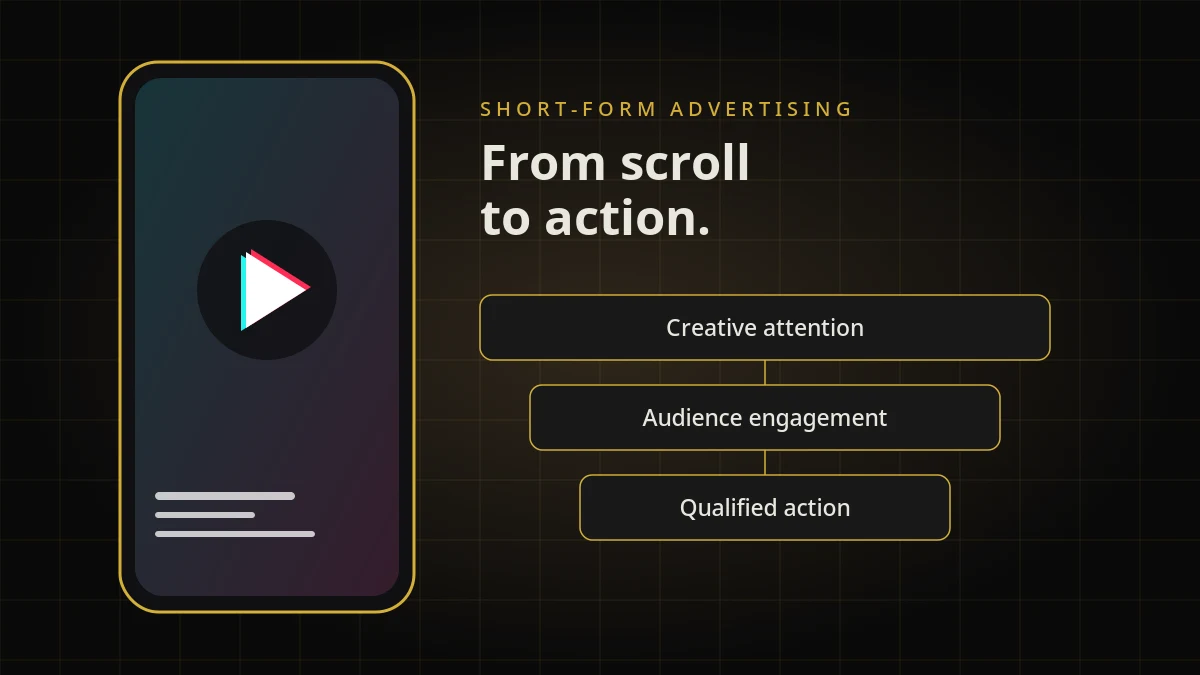 SHORT-FORM ADVERTISING
From scroll
to action.
Creative attention
Audience engagement
Qualified action